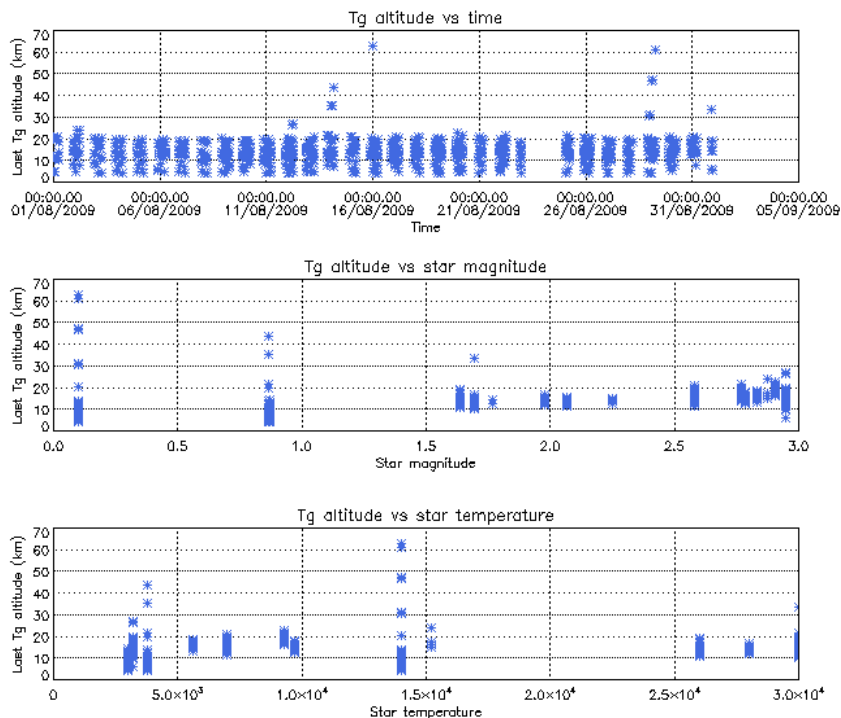 Tg altitude vs time
Last Tg altitude (km)
70
60
50
40
30
20
10
0
00:00.00 00:00.00 00:00.00 00:00.00 00:00.00 00:00.00 00:00.00 00:00.00
01/08/2009 06/08/2009 11/08/2009 16/08/2009 21/08/2009 26/08/2009 31/08/2009 05/09/2009
Time
Tg altitude vs star magnitude
Last Tg altitude (km)
70
60
50
40
30
20
10
0
0.0 0.5 1.0 1.5 2.0 2.5 3.0
Star magnitude
Tg altitude vs star temperature
Last Tg altitude (km)
70
60
50
40
30
20
10
0
0 5.0×10³ 1.0×10⁴ 1.5×10⁴ 2.0×10⁴ 2.5×10⁴ 3.0×10⁴
Star temperature